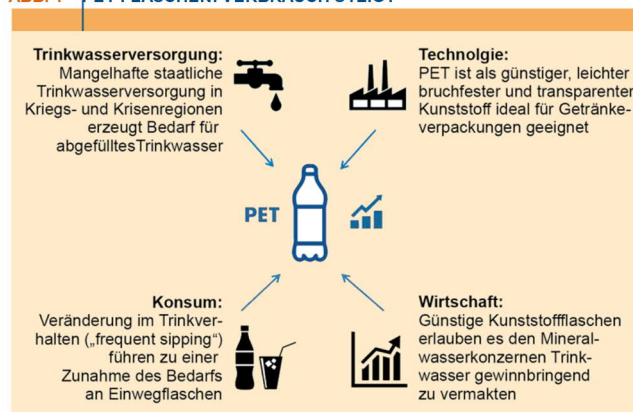 Trinkwasserversorgung:
Mangelhafte staatliche
Trinkwasserversorgung in
Kriegs- und Krisenregionen
erzeugt Bedarf für
abgefülltesTrinkwasser
Technolgie:
PET ist als günstiger, leichter
bruchfester und transparenter
Kunststoff ideal für Getränke-
verpackungen geeignet
PET
Konsum:
Veränderung im Trinkver-
halten („frequent sipping“)
führen zu einer
Zunahme des Bedarfs
an Einwegflaschen
Wirtschaft:
Günstige Kunststoffflaschen
erlauben es den Mineral-
wasserkonzernen Trink-
wasser gewinnbringend
zu vermakten